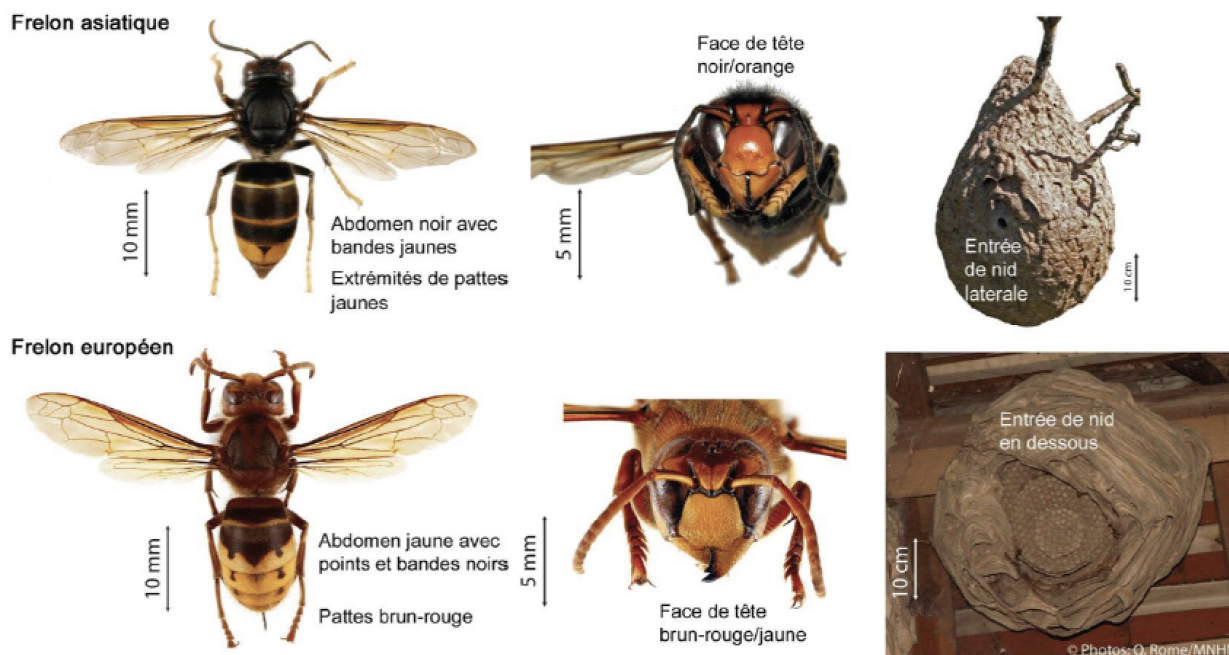 Frelon asiatique
Face de tête
noir/orange
10 mm
Abdomen noir avec
bandes jaunes
Extrémités de pattes
jaunes
5 mm
Entrée
de nid
laterale
10 cm
Frelon européen
10 mm
Abdomen jaune avec
points et bandes noirs
Pattes brun-rouge
5 mm
Face de tête
brun-rouge/jaune
Entrée de nid
en dessous
10 cm
© Photos: Q. Rome/MNH